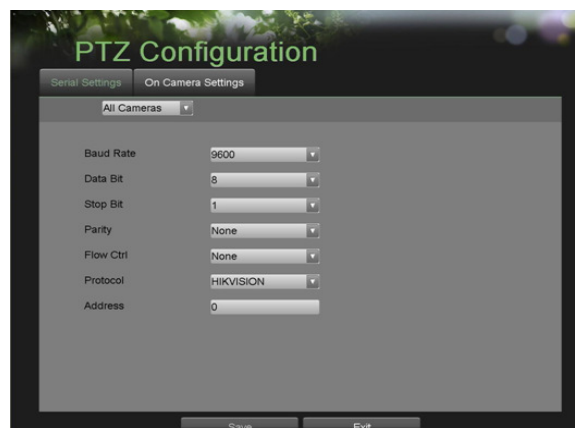 PTZ Configuration
Serial Settings On Camera Settings
All Cameras
Baud Rate 9600
Data Bit 8
Stop Bit 1
Parity None
Flow Ctrl None
Protocol HIKVISION
Address 0
Save Exit